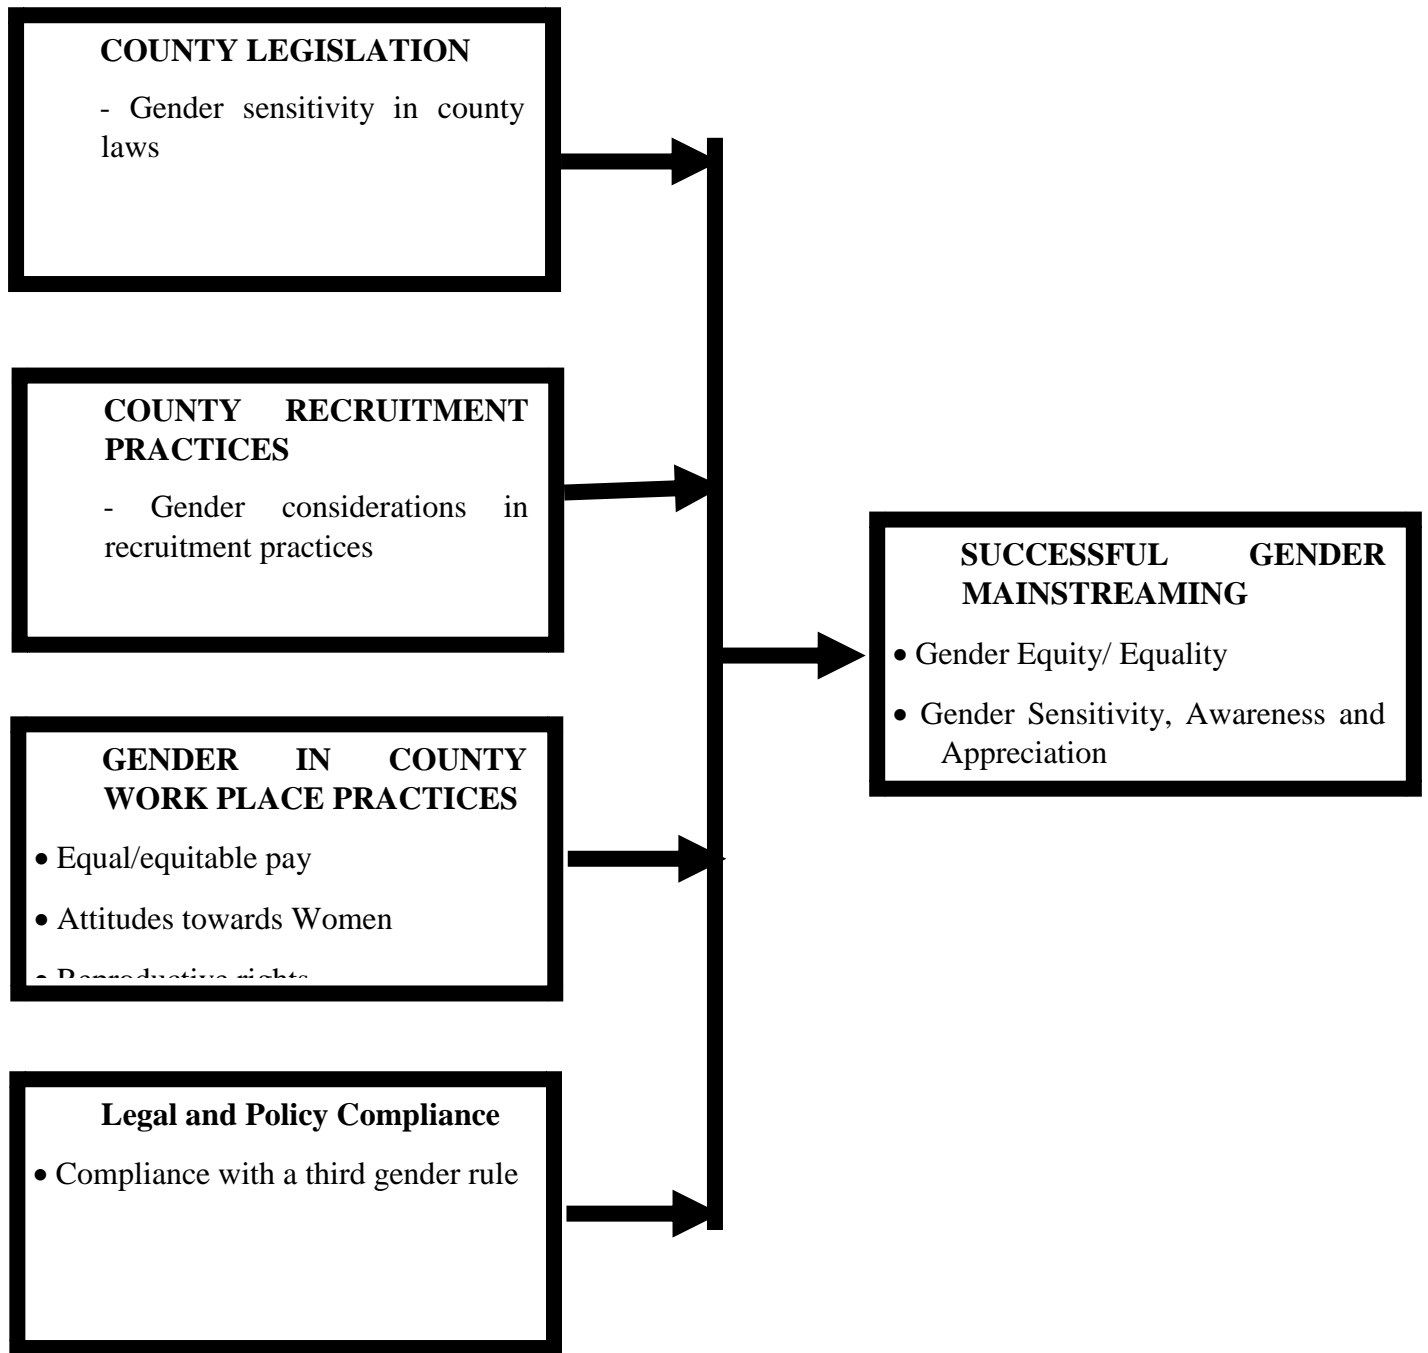 COUNTY LEGISLATION
- Gender sensitivity in county
laws
COUNTY RECRUITMENT
PRACTICES
- Gender considerations in
recruitment practices
GENDER IN COUNTY
WORK PLACE PRACTICES
• Equal/equitable pay
• Attitudes towards Women
• Reproductive rights
Legal and Policy Compliance
• Compliance with a third gender rule
SUCCESSFUL GENDER
MAINSTREAMING
• Gender Equity/ Equality
• Gender Sensitivity, Awareness and
Appreciation